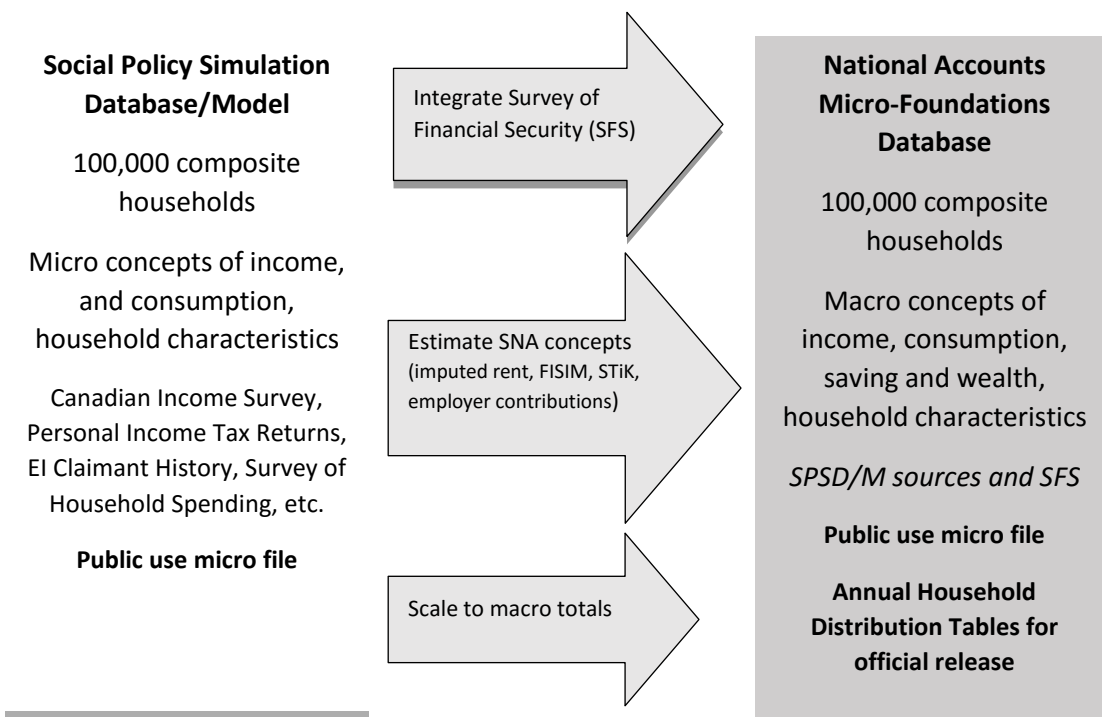 Social Policy Simulation
Database/Model
100,000 composite
households
Micro concepts of income,
and consumption,
household characteristics
Canadian Income Survey,
Personal Income Tax Returns,
EI Claimant History, Survey of
Household Spending, etc.
Public use micro file
Integrate Survey of
Financial Security (SFS)
Estimate SNA concepts
(imputed rent, FISIM, STiK,
employer contributions)
Scale to macro totals
National Accounts
Micro-Foundations
Database
100,000 composite
households
Macro concepts of
income, consumption,
saving and wealth,
household characteristics
SPSD/M sources and SFS
Public use micro file
Annual Household
Distribution Tables for
official release